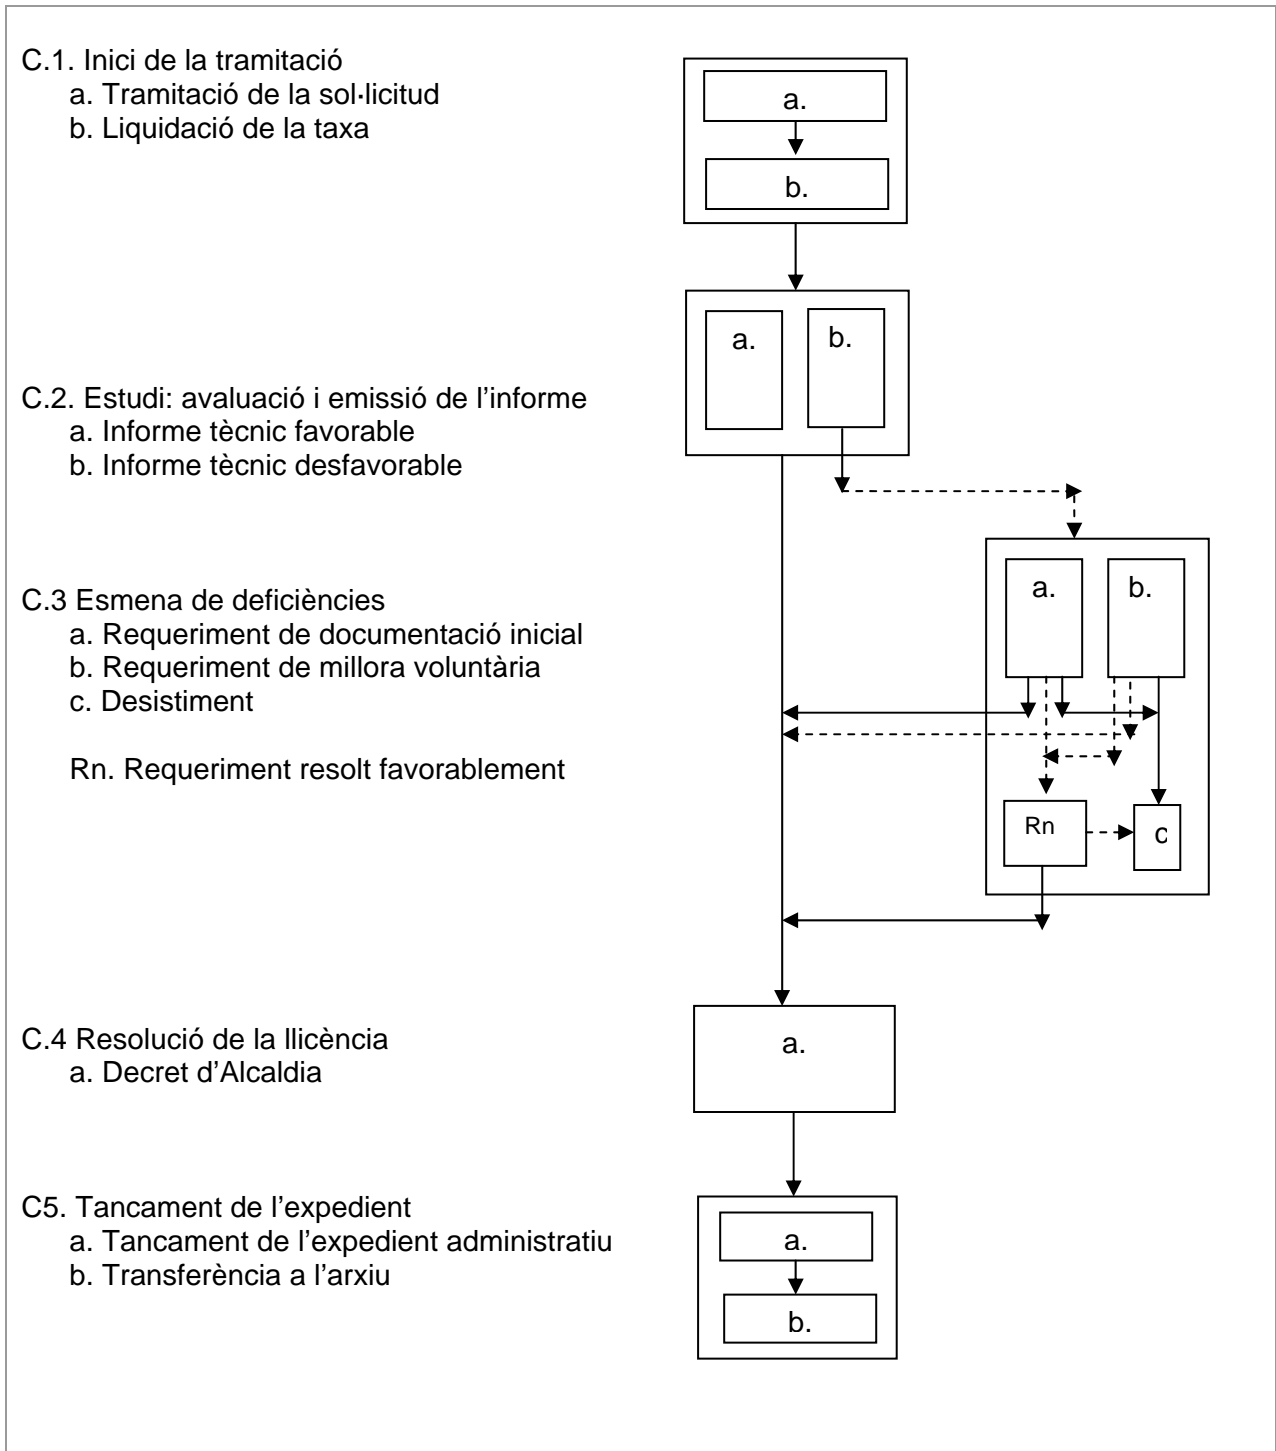 C.1. Inici de la tramitació
a. Tramitació de la sol·licitud
b. Liquidació de la taxa
a.
b.
a.
b.
C.2. Estudi: avaluació i emissió de l’informe
a. Informe tècnic favorable
b. Informe tècnic desfavorable
C.3 Esmena de deficiències
a. Requeriment de documentació inicial
b. Requeriment de millora voluntària
c. Desistiment
Rn. Requeriment resolt favorablement
a.
b.
Rn
c
C.4 Resolució de la llicència
a. Decret d’Alcaldia
a.
C5. Tancament de l’expedient
a. Tancament de l’expedient administratiu
b. Transferència a l’arxiu
a.
b.